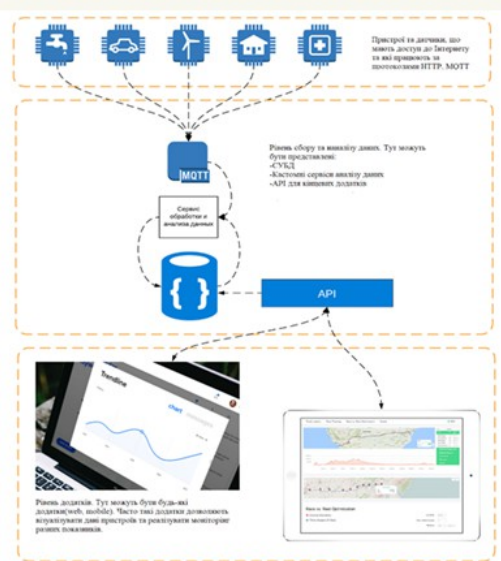 Пристрої та датчики, що
мають доступ до Інтернету
та які працюють за
протоколами HTTP, MQTT
Рівень збору та аналізу даних. Тут можуть
бути представлені:
-СУБД
-Кастомні сервіси аналізу даних
-API для кінцевих додатків
MQTT
Сервис
обработки и
анализа данных
{ }
API
Trendline
chart
Рівень додатків. Тут можуть бути будь-які
додатки(web, mobile). Часто такі додатки дозволяють
візуалізувати дані пристроїв та реалізувати моніторінг
разних показників.